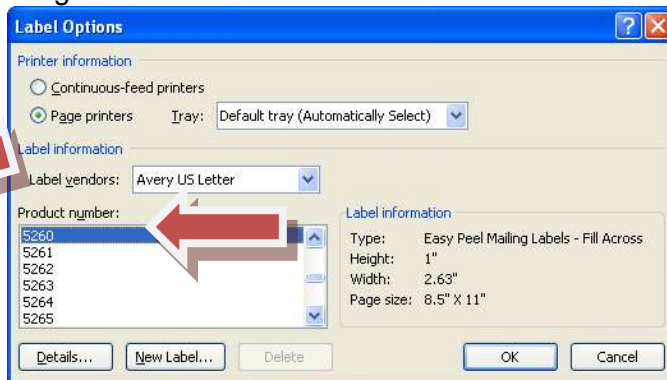 Label Options
Printer information
Continuous-feed printers
Page printers Tray: Default tray (Automatically Select)
Label information
Label vendors: Avery US Letter
Product number:
5260
5261
5262
5263
5264
5265
Label information
Type: Easy Peel Mailing Labels - Fill Across
Height: 1"
Width: 2.63"
Page size: 8.5" X 11"
Details... New Label... Delete OK Cancel